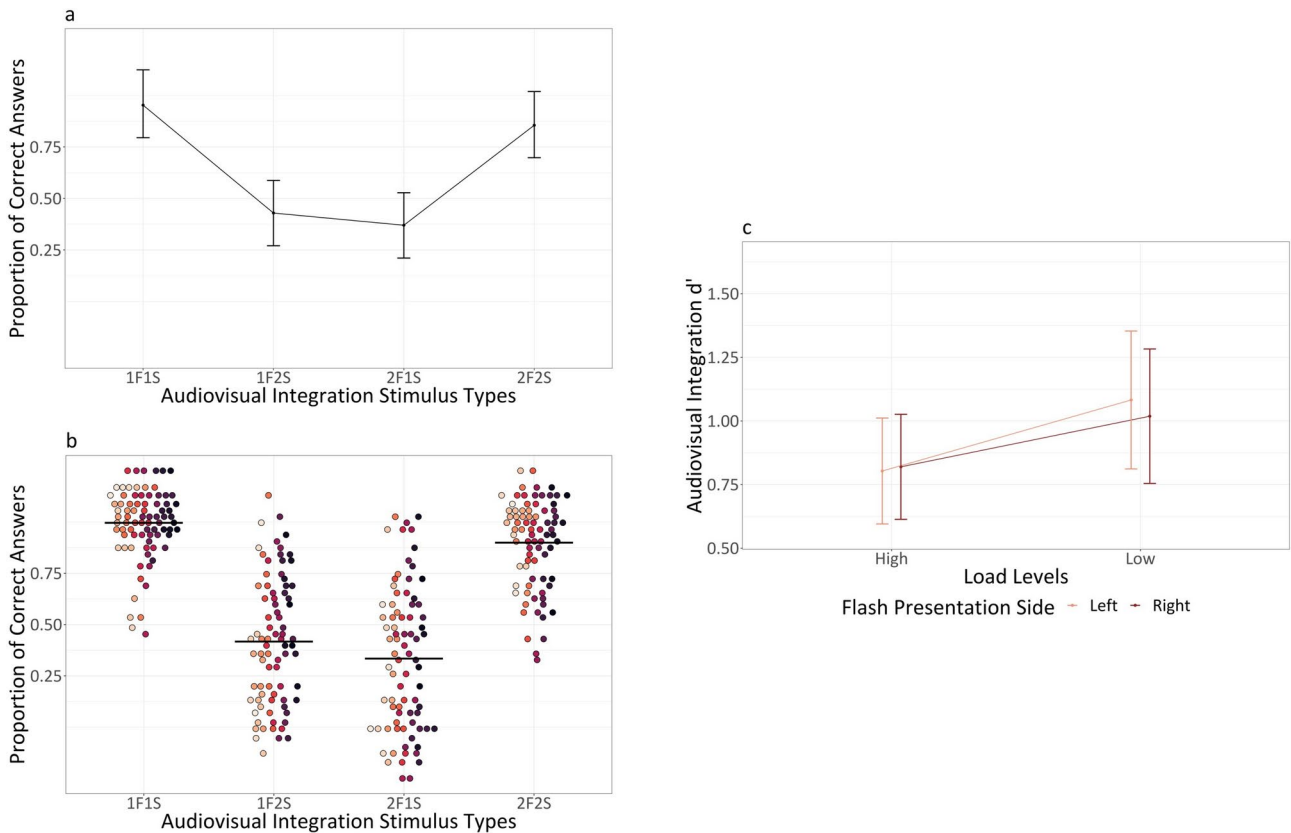 a
Proportion of Correct Answers
0.75
0.50
0.25
1F1S 1F2S 2F1S 2F2S
Audiovisual Integration Stimulus Types
b
Proportion of Correct Answers
0.75
0.50
0.25
1F1S 1F2S 2F1S 2F2S
Audiovisual Integration Stimulus Types
c
Audiovisual Integration d'
1.50
1.25
1.00
0.75
0.50
High Low
Load Levels
Flash Presentation Side Left Right